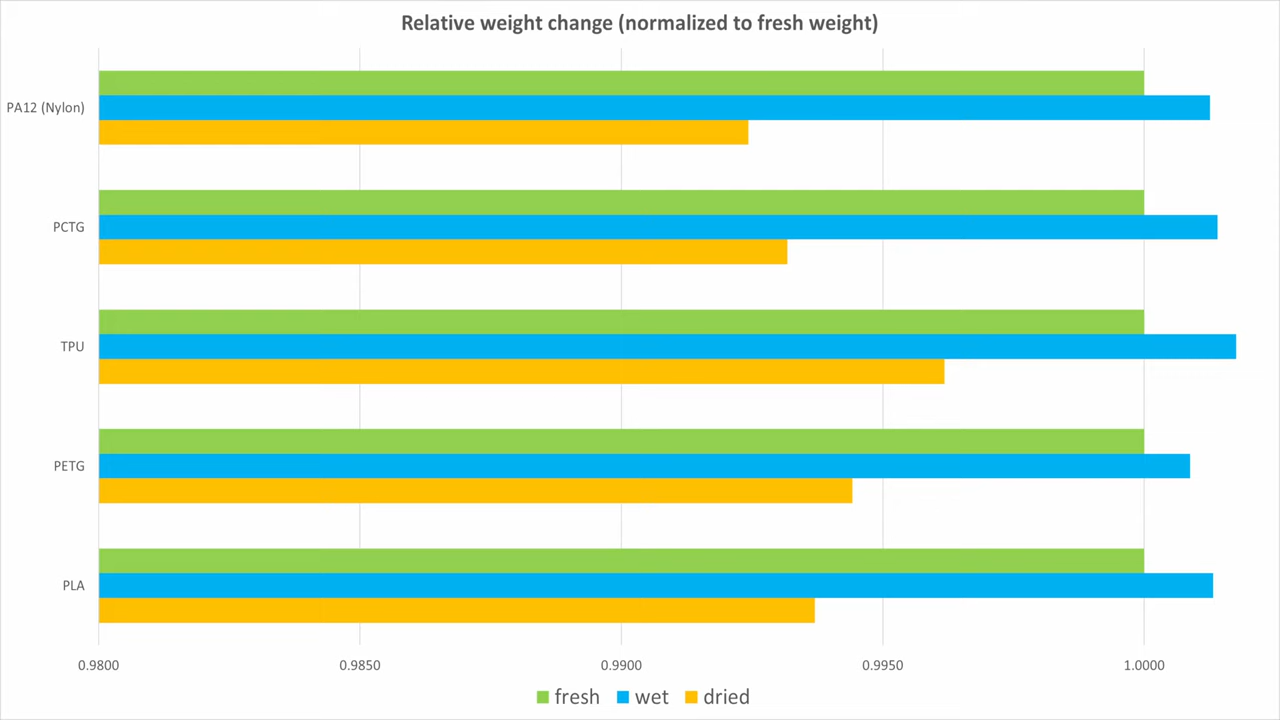 Relative weight change (normalized to fresh weight)
PA12 (Nylon)
PCTG
TPU
PETG
PLA
0.9800 0.9850 0.9900 0.9950 1.0000
fresh wet dried